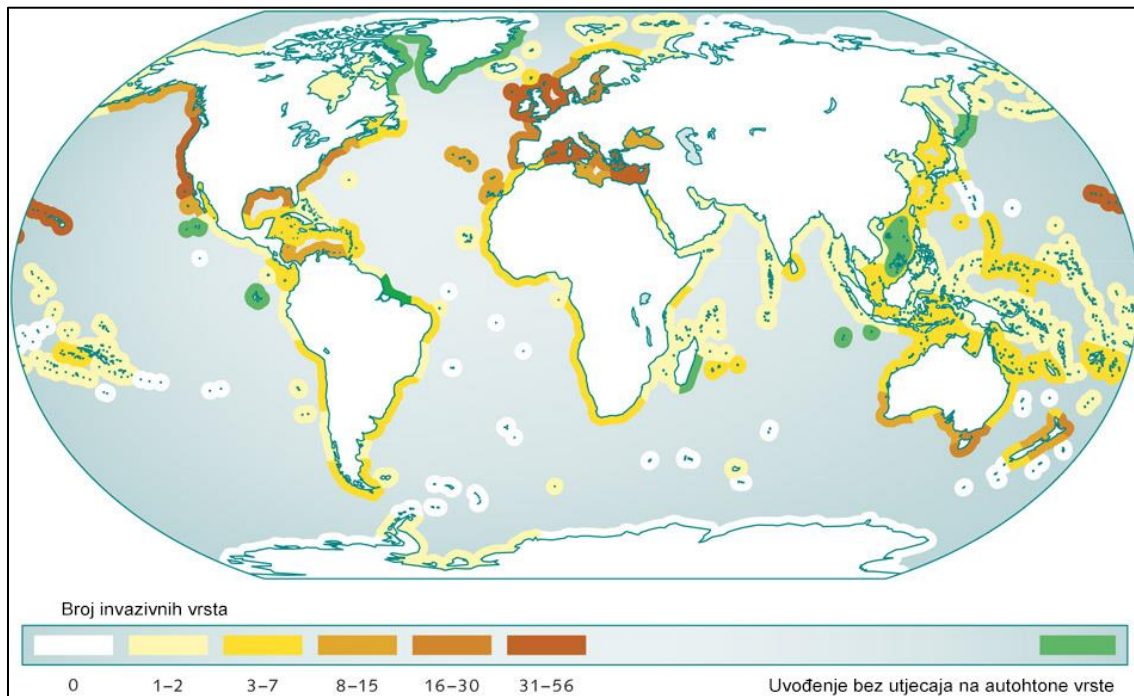 Broj invazivnih vrsta
0 1–2 3–7 8–15 16–30 31–56 Uvođenje bez utjecaja na autohtone vrste